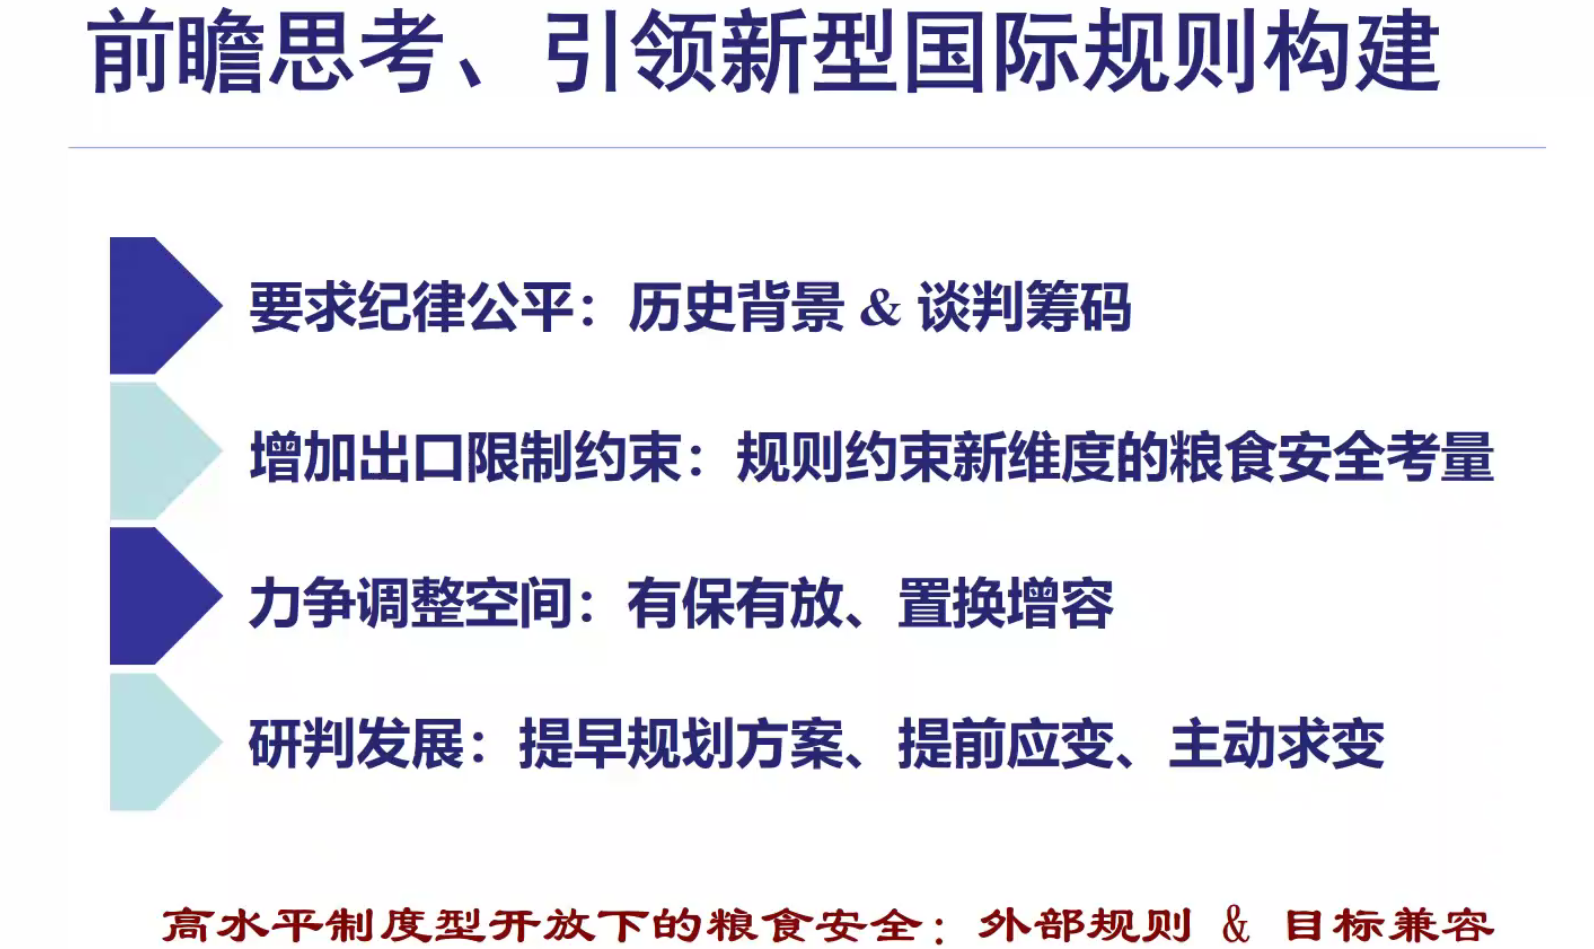 前瞻思考、引领新型国际规则构建
要求纪律公平：历史背景 & 谈判筹码
增加出口限制约束：规则约束新维度的粮食安全考量
力争调整空间：有保有放、置换增容
研判发展：提早规划方案、提前应变、主动求变
高水平制度型开放下的粮食安全：外部规则 & 目标兼容